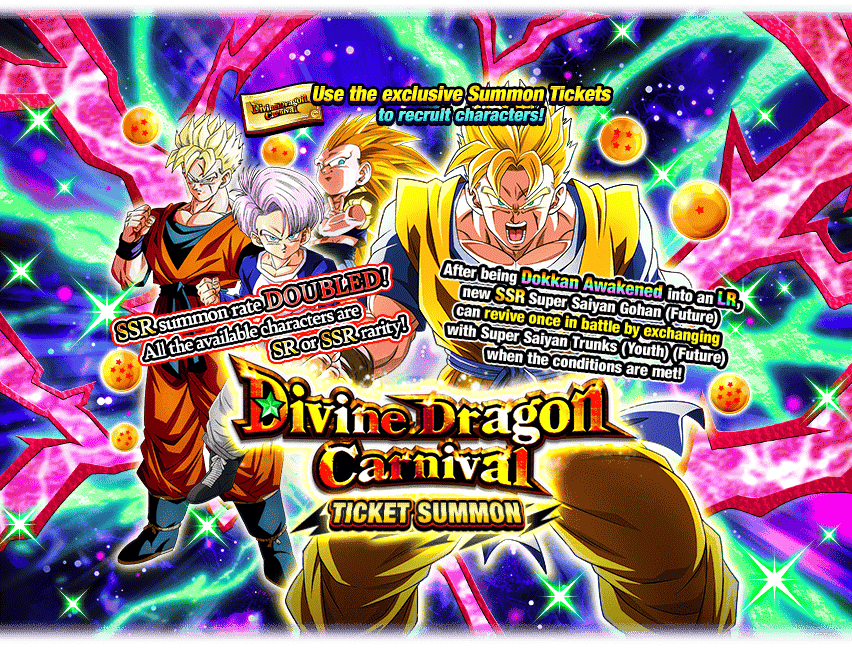 Divine Dragon
Carnival
Use the exclusive Summon Tickets
to recruit characters!
SSR summon rate DOUBLED!
All the available characters are
SR or SSR rarity!
After being Dokkan Awakened into an LR,
new SSR Super Saiyan Gohan (Future)
can revive once in battle by exchanging
with Super Saiyan Trunks (Youth) (Future)
when the conditions are met!
Divine Dragon
Carnival
TICKET SUMMON